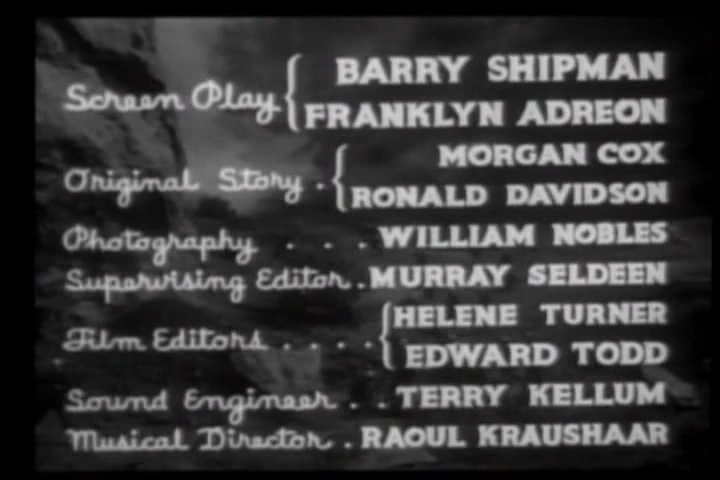 Screen Play { BARRY SHIPMAN
FRANKLYN ADREON
Original Story . { MORGAN COX
RONALD DAVIDSON
Photography . . . WILLIAM NOBLES
Supervising Editor . MURRAY SELDEEN
Film Editors . . . . { HELENE TURNER
EDWARD TODD
Sound Engineer . . TERRY KELLUM
Musical Director . RAOUL KRAUSHAAR